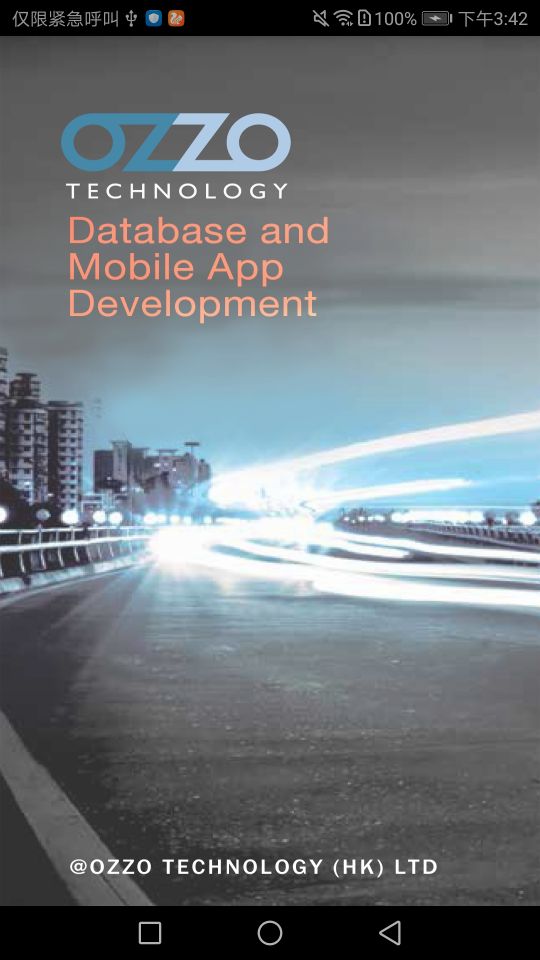 仅限紧急呼叫 100% 下午3:42
OZZO
TECHNOLOGY
Database and
Mobile App
Development
@OZZO TECHNOLOGY (HK) LTD